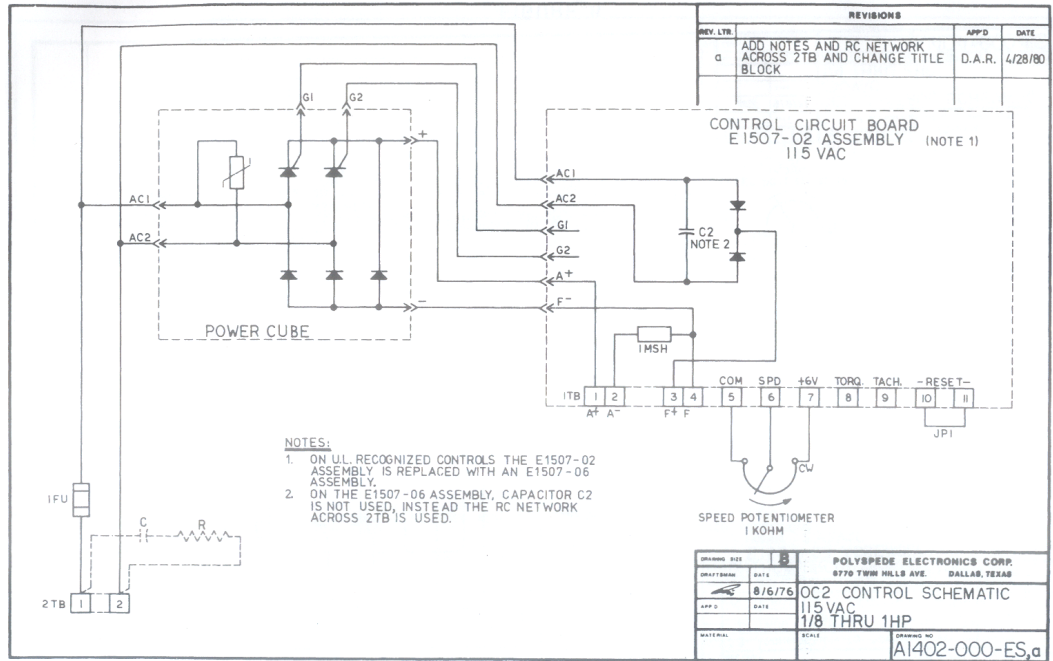 REVISIONS
REV. LTR. APP'D DATE
a ADD NOTES AND RC NETWORK ACROSS 2TB AND CHANGE TITLE BLOCK D.A.R. 4/28/80
G1 G2
+
AC1
AC2
-
POWER CUBE
CONTROL CIRCUIT BOARD
E1507-02 ASSEMBLY (NOTE 1)
115 VAC
AC1
AC2
G1
G2
A+
F-
C2
NOTE 2
1MSH
COM SPD +6V TORQ. TACH. -RESET-
1TB 1 2 3 4 5 6 7 8 9 10 11
A+ A- F+ F
JP1
CW
SPEED POTENTIOMETER
1 KOHM
NOTES:
1. ON U.L. RECOGNIZED CONTROLS THE E1507-02
ASSEMBLY IS REPLACED WITH AN E1507-06
ASSEMBLY.
2. ON THE E1507-06 ASSEMBLY, CAPACITOR C2
IS NOT USED, INSTEAD THE RC NETWORK
ACROSS 2TB IS USED.
1FU
C R
2TB 1 2
DRAWING SIZE B
DRAFTSMAN DATE
8/6/76
APP'D DATE
MATERIAL
POLYSPEDE ELECTRONICS CORP.
6770 TWIN HILLS AVE. DALLAS, TEXAS
OC2 CONTROL SCHEMATIC
115 VAC
1/8 THRU 1HP
SCALE DRAWING NO
A1402-000-ES,a